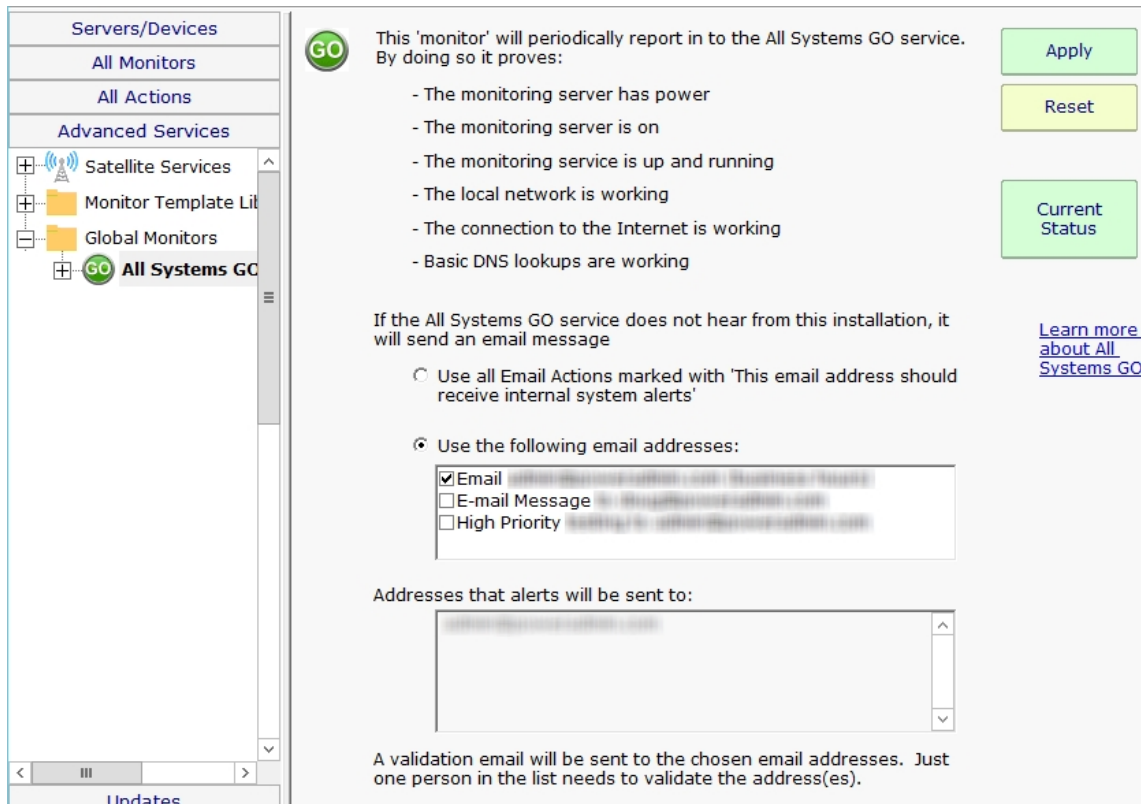 Servers/Devices
All Monitors
All Actions
Advanced Services
Satellite Services
Monitor Template Lib
Global Monitors
GO All Systems GO
Updates
GO
This 'monitor' will periodically report in to the All Systems GO service.
By doing so it proves:
- The monitoring server has power
- The monitoring server is on
- The monitoring service is up and running
- The local network is working
- The connection to the Internet is working
- Basic DNS lookups are working
If the All Systems GO service does not hear from this installation, it
will send an email message
Use all Email Actions marked with 'This email address should
receive internal system alerts'
Use the following email addresses:
Email
E-mail Message
High Priority
Addresses that alerts will be sent to:
A validation email will be sent to the chosen email addresses. Just
one person in the list needs to validate the address(es).
Apply
Reset
Current
Status
Learn more
about All
Systems GO